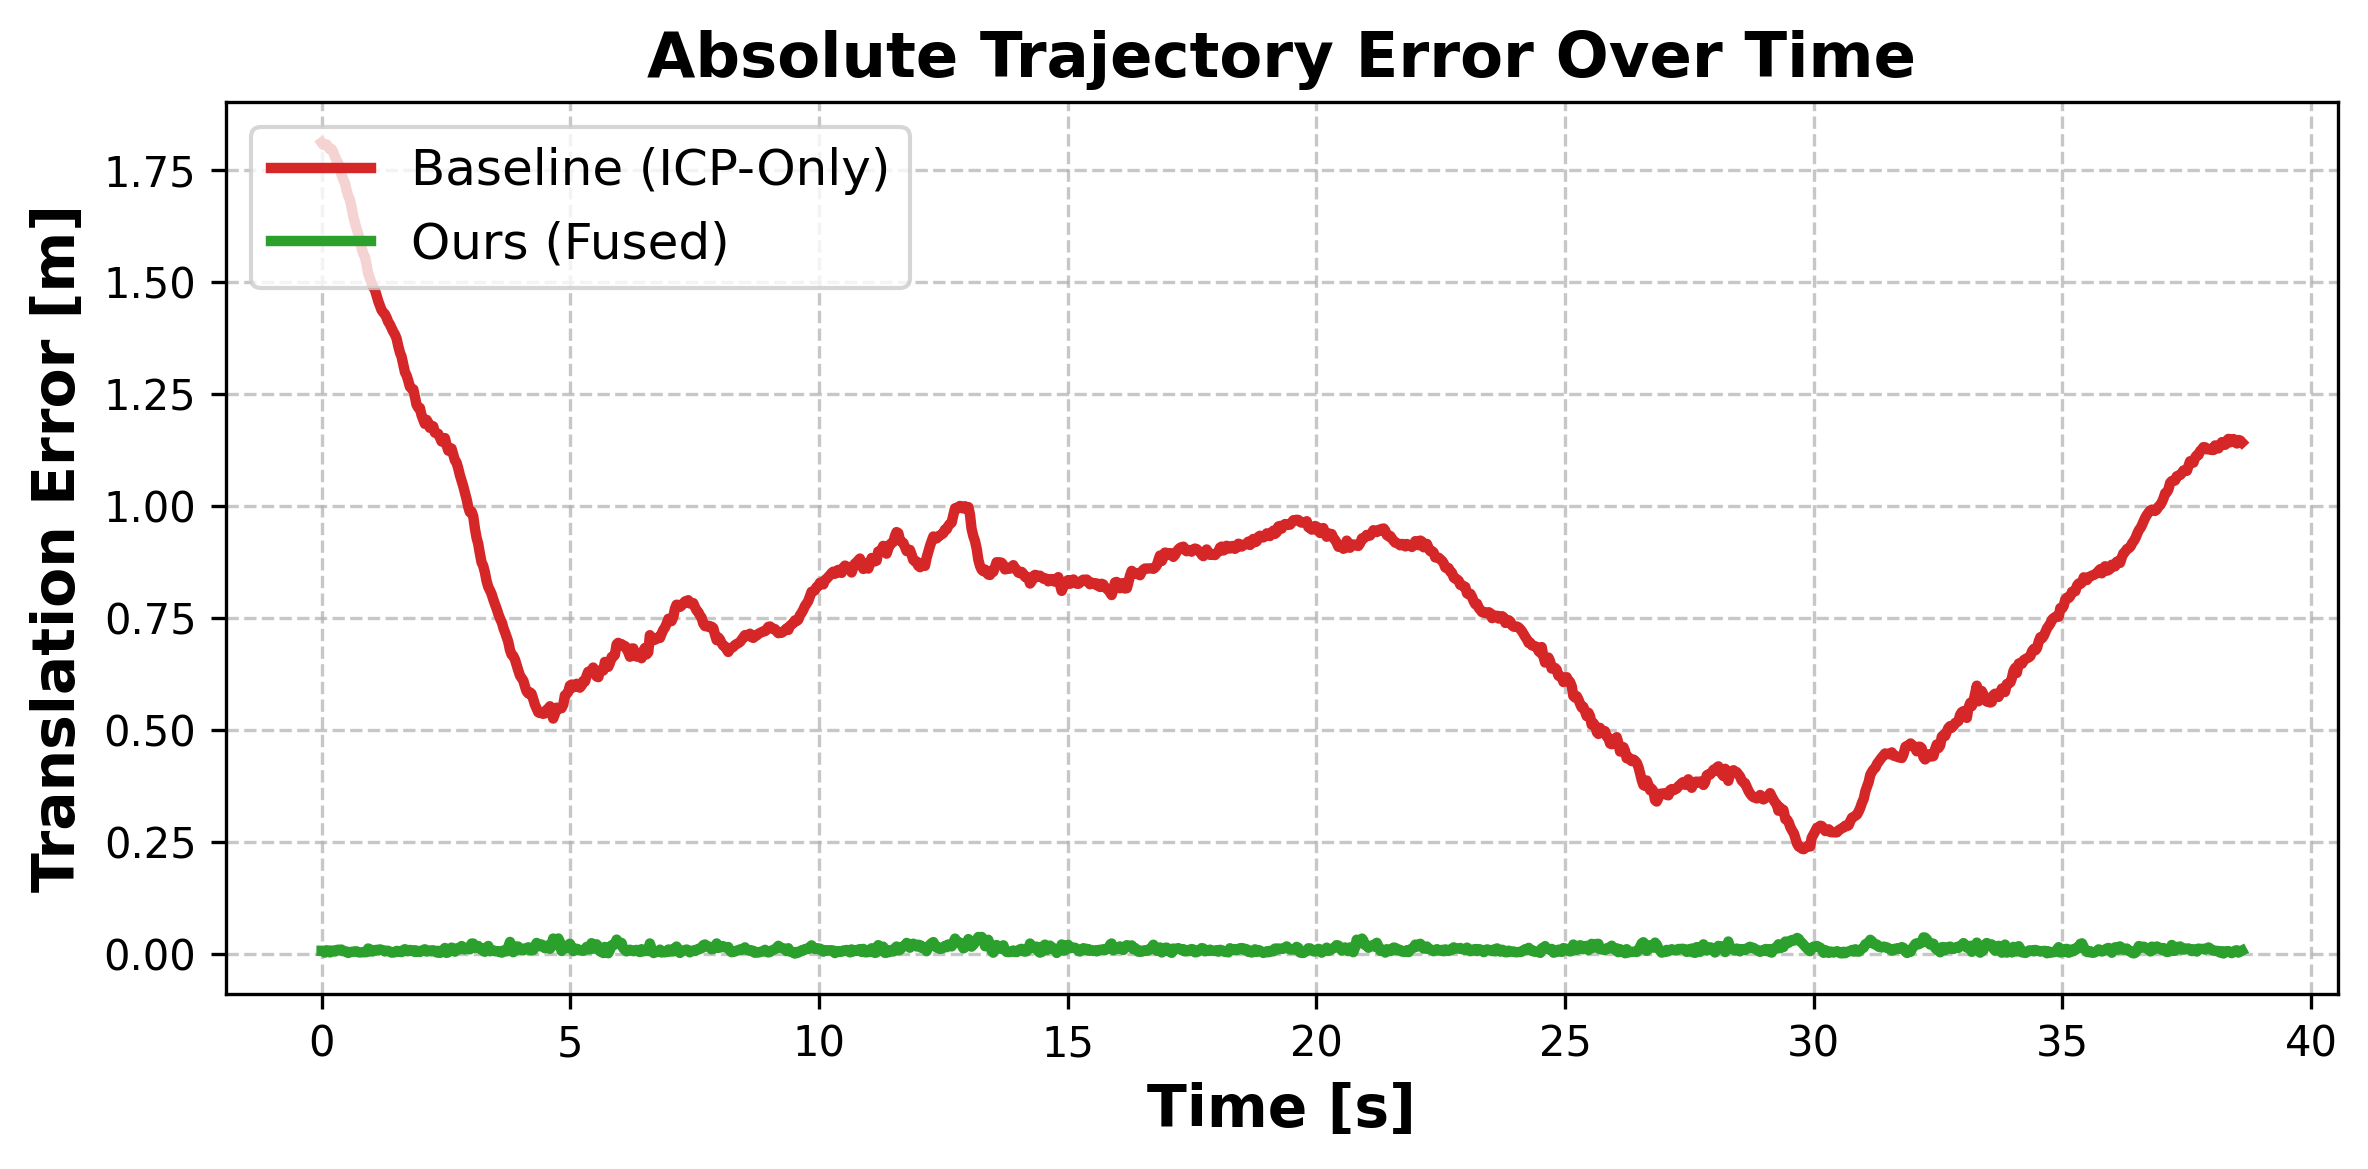 Absolute Trajectory Error Over Time
Translation Error [m]
1.75
1.50
1.25
1.00
0.75
0.50
0.25
0.00
Baseline (ICP-Only)
Ours (Fused)
0 5 10 15 20 25 30 35 40
Time [s]